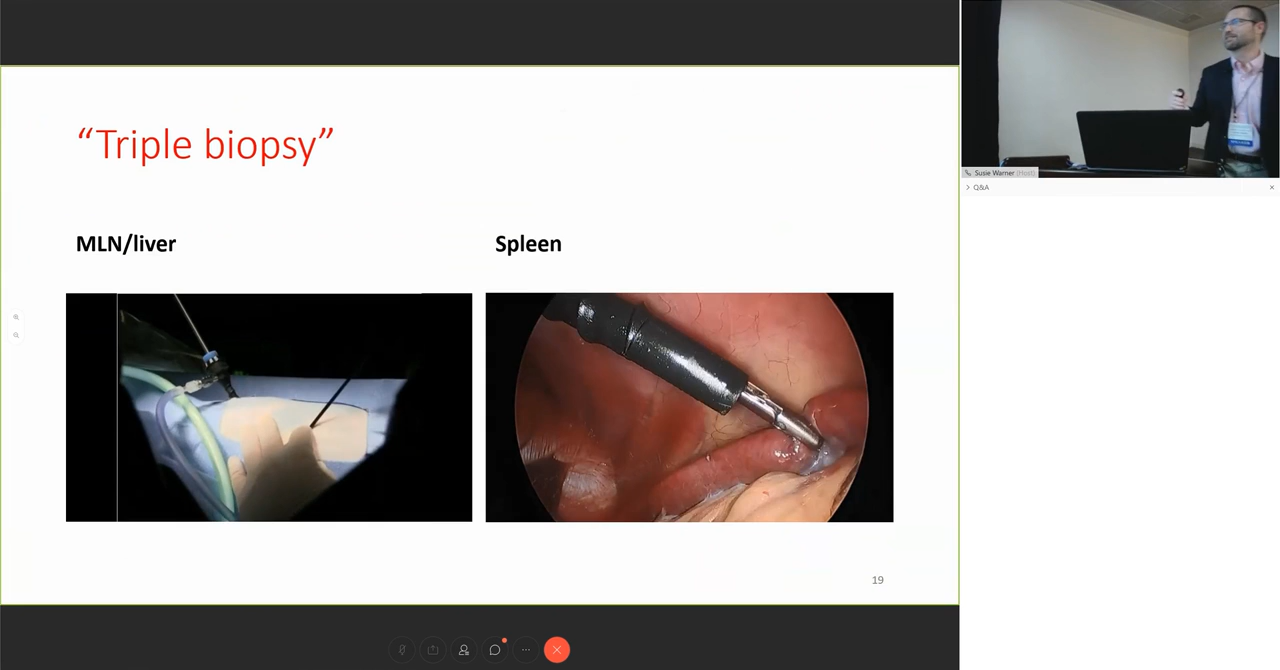 “Triple biopsy”
MLN/liver
Spleen
19
Susie Warner (Host)
Q&A